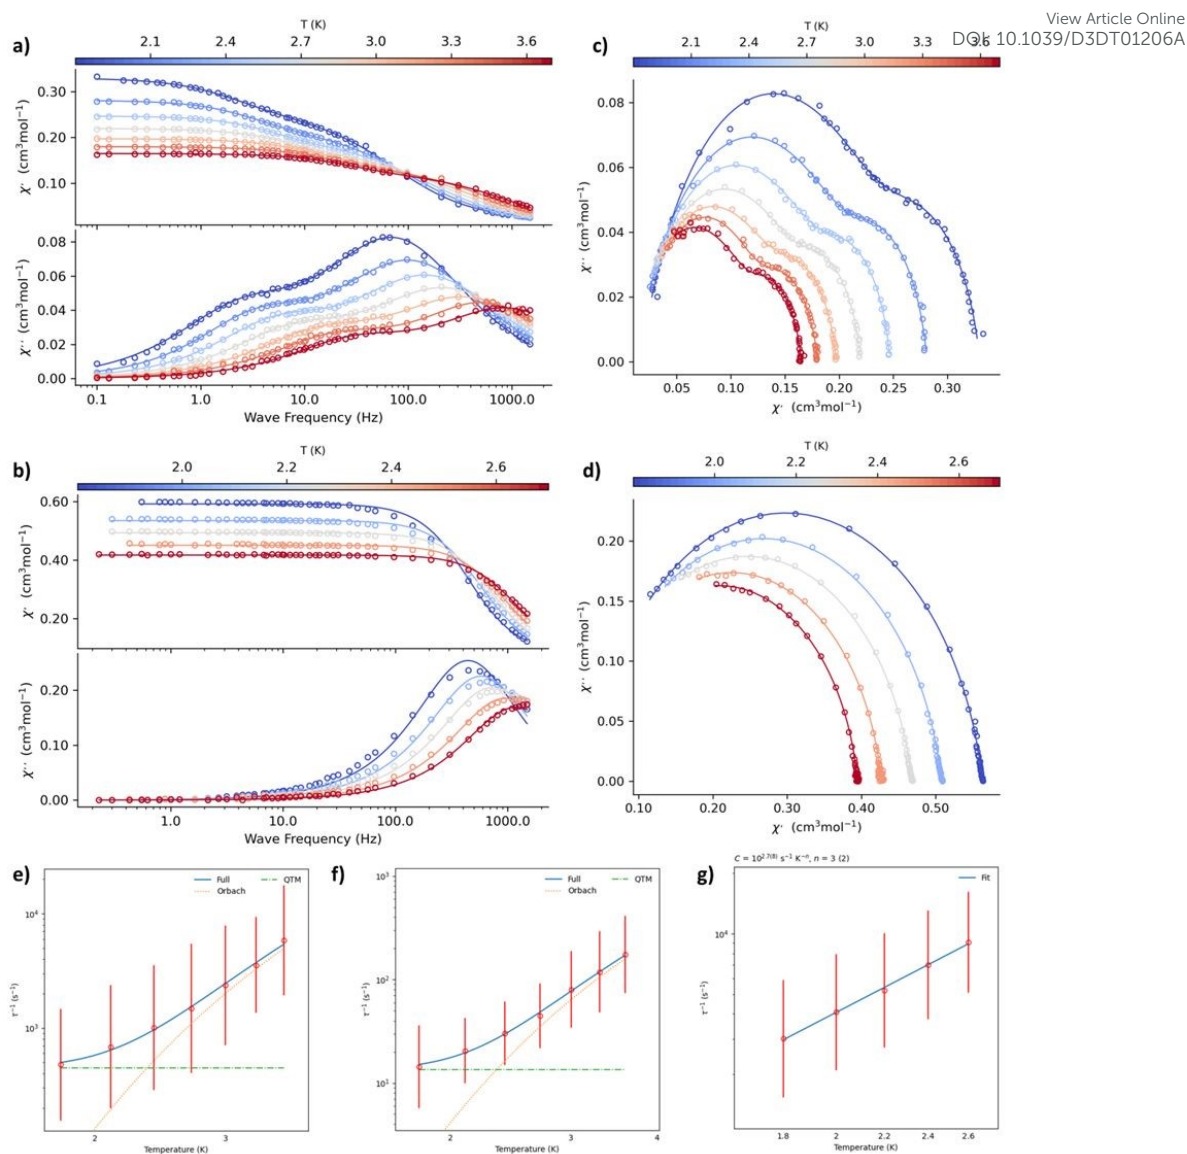 View Article Online
DOI: 10.1039/D3DT01206A
a)
T (K)
2.1 2.4 2.7 3.0 3.3 3.6
χ' (cm³mol⁻¹)
0.30
0.20
0.10
χ'' (cm³mol⁻¹)
0.08
0.06
0.04
0.02
0.00
0.1 1.0 10.0 100.0 1000.0
Wave Frequency (Hz)
c)
T (K)
2.1 2.4 2.7 3.0 3.3 3.6
χ'' (cm³mol⁻¹)
0.08
0.06
0.04
0.02
0.00
0.05 0.10 0.15 0.20 0.25 0.30
χ' (cm³mol⁻¹)
b)
T (K)
2.0 2.2 2.4 2.6
χ' (cm³mol⁻¹)
0.60
0.40
0.20
χ'' (cm³mol⁻¹)
0.20
0.10
0.00
1.0 10.0 100.0 1000.0
Wave Frequency (Hz)
d)
T (K)
2.0 2.2 2.4 2.6
χ'' (cm³mol⁻¹)
0.20
0.15
0.10
0.05
0.00
0.10 0.20 0.30 0.40 0.50
χ' (cm³mol⁻¹)
e)
Full QTM
Orbach
τ⁻¹ (s⁻¹)
10⁴
10³
2 3
Temperature (K)
f)
Full QTM
Orbach
τ⁻¹ (s⁻¹)
10³
10²
10¹
2 3 4
Temperature (K)
g)
C = 10²·⁷⁽⁸⁾ s⁻¹ K⁻ⁿ, n = 3 (2)
Fit
τ⁻¹ (s⁻¹)
10⁴
1.8 2 2.2 2.4 2.6
Temperature (K)